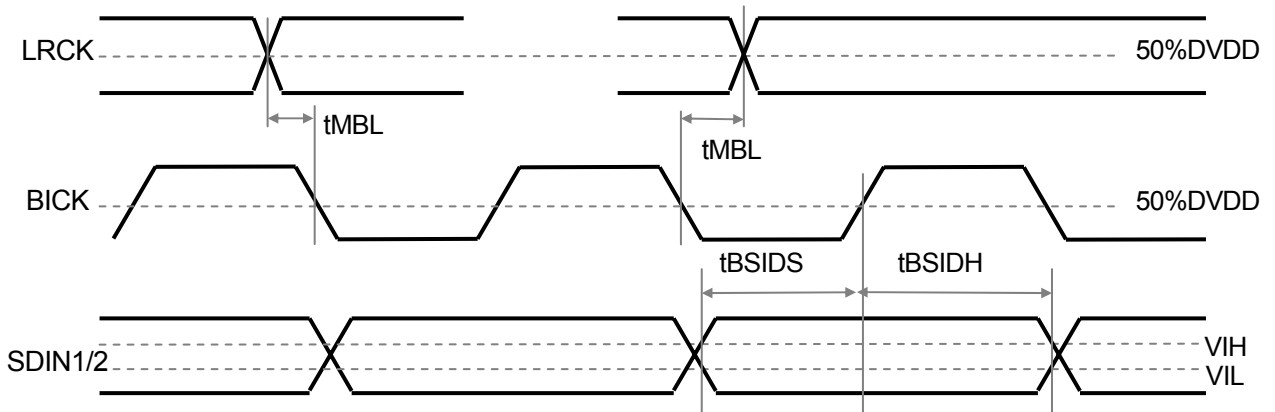 LRCK
50%DVDD
tMBL
tMBL
BICK
50%DVDD
tBSIDS
tBSIDH
SDIN1/2
VIH
VIL